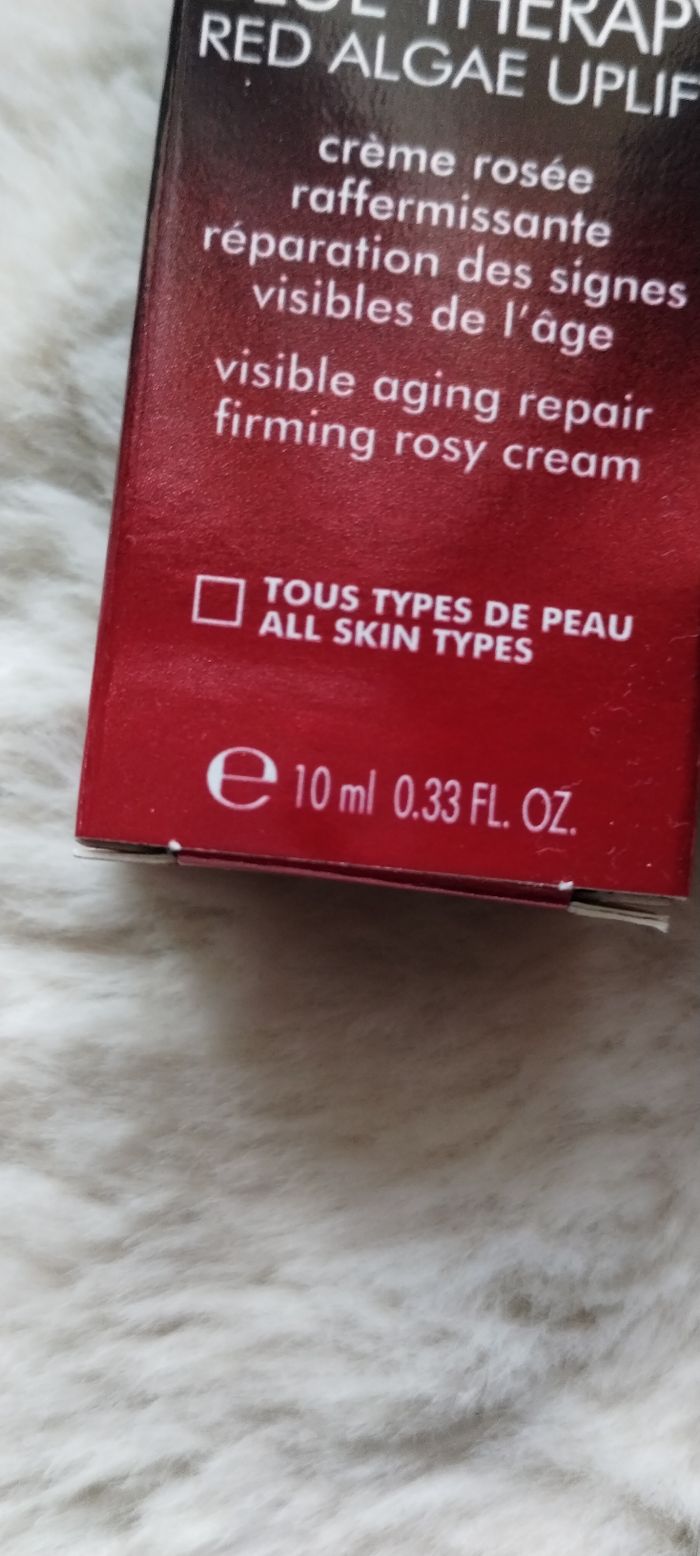 THERAPY
RED ALGAE UPLIF
crème rosée
raffermissante
réparation des signes
visibles de l'âge
visible aging repair
firming rosy cream
TOUS TYPES DE PEAU
ALL SKIN TYPES
e 10 ml 0.33 FL. OZ.